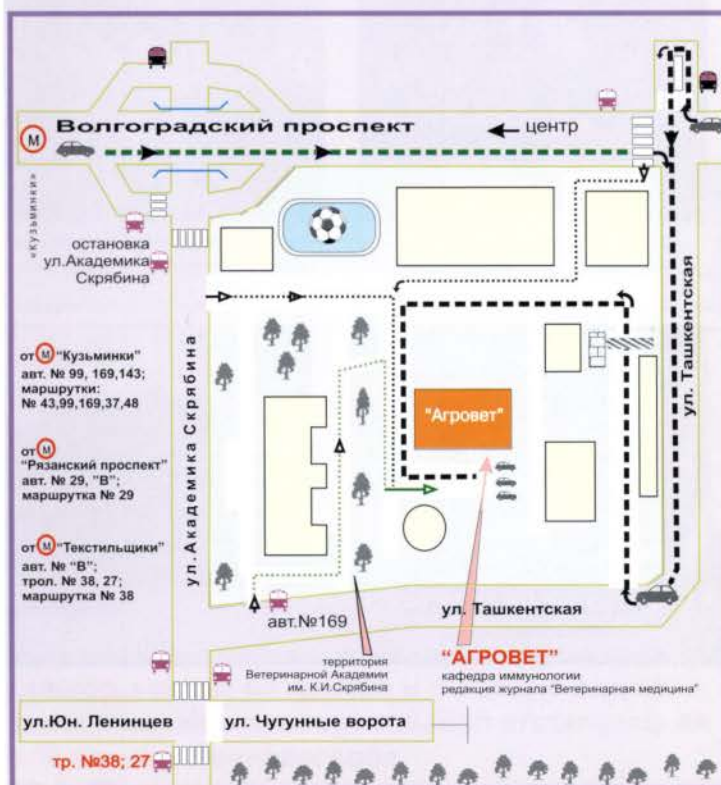 М Волгоградский проспект
центр
«Кузьминки»
остановка
ул.Академика
Скрябина
ул. Ташкентская
ул. Академика Скрябина
от М "Кузьминки"
авт. № 99, 169,143;
маршрутки:
№ 43,99,169,37,48
от М
"Рязанский проспект"
авт. № 29, "В";
маршрутка № 29
от М "Текстильщики"
авт. № "В";
трол. № 38, 27;
маршрутка № 38
"Агровет"
авт.№169
ул. Ташкентская
территория
Ветеринарной Академии
им. К.И.Скрябина
"АГРОВЕТ"
кафедра иммунологии
редакция журнала "Ветеринарная медицина"
ул.Юн. Ленинцев
ул. Чугунные ворота
тр. №38; 27